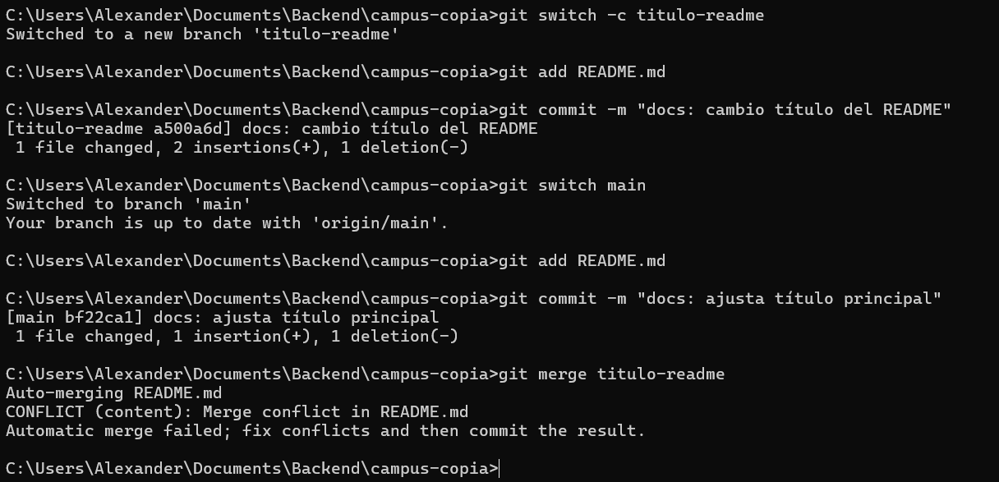 C:\Users\Alexander\Documents\Backend\campus-copia>git switch -c titulo-readme
Switched to a new branch 'titulo-readme'
C:\Users\Alexander\Documents\Backend\campus-copia>git add README.md
C:\Users\Alexander\Documents\Backend\campus-copia>git commit -m "docs: cambio título del README"
[titulo-readme a500a6d] docs: cambio título del README
 1 file changed, 2 insertions(+), 1 deletion(-)
C:\Users\Alexander\Documents\Backend\campus-copia>git switch main
Switched to branch 'main'
Your branch is up to date with 'origin/main'.
C:\Users\Alexander\Documents\Backend\campus-copia>git add README.md
C:\Users\Alexander\Documents\Backend\campus-copia>git commit -m "docs: ajusta título principal"
[main bf22ca1] docs: ajusta título principal
 1 file changed, 1 insertion(+), 1 deletion(-)
C:\Users\Alexander\Documents\Backend\campus-copia>git merge titulo-readme
Auto-merging README.md
CONFLICT (content): Merge conflict in README.md
Automatic merge failed; fix conflicts and then commit the result.
C:\Users\Alexander\Documents\Backend\campus-copia>